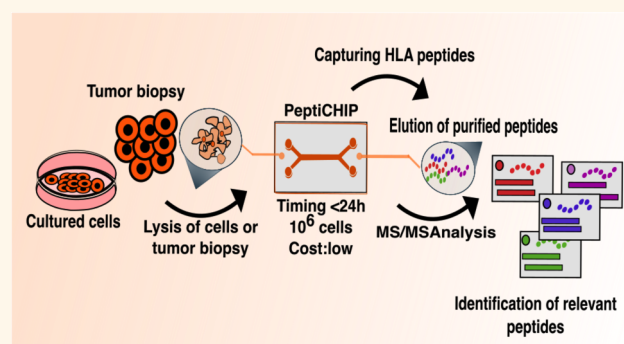 Capturing HLA peptides
Tumor biopsy
PeptiCHIP
Elution of purified peptides
Cultured cells
Lysis of cells or
tumor biopsy
Timing <24h
10⁶ cells
Cost:low
MS/MSAnalysis
Identification of relevant
peptides